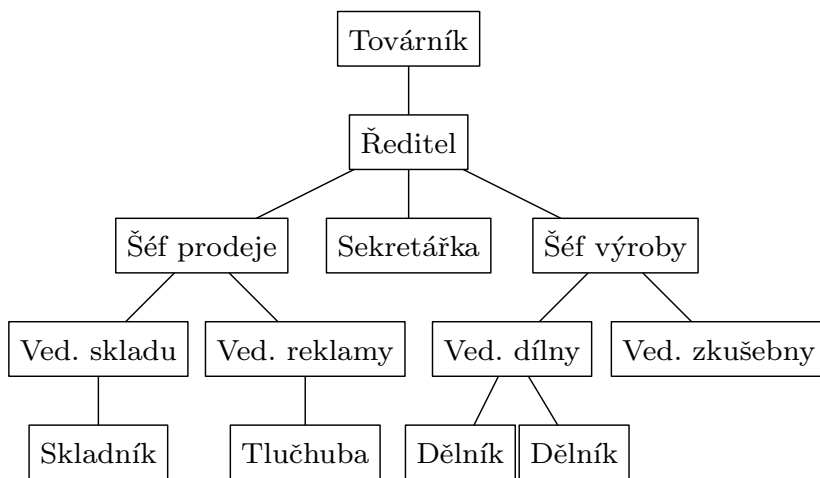 Továrník
Ředitel
Šéf prodeje
Sekretářka
Šéf výroby
Ved. skladu
Ved. reklamy
Ved. dílny
Ved. zkušebny
Skladník
Tlučhuba
Dělník
Dělník